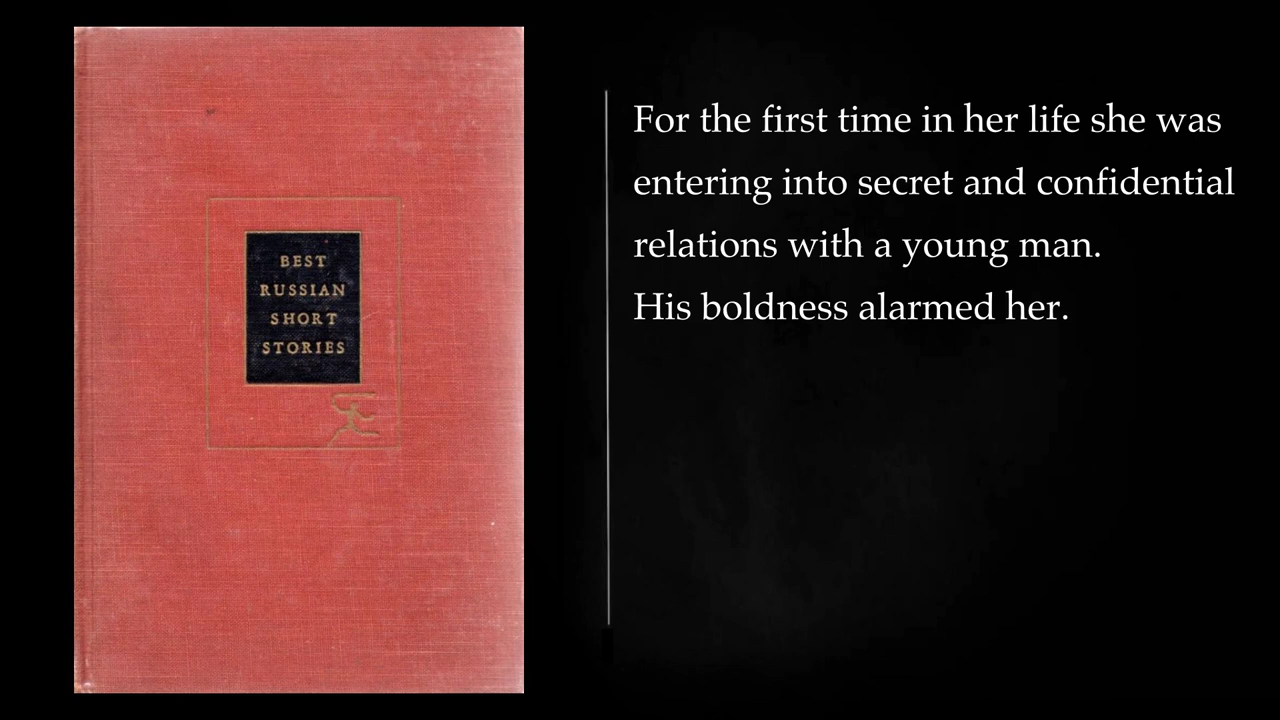 BEST
RUSSIAN
SHORT
STORIES
For the first time in her life she was
entering into secret and confidential
relations with a young man.
His boldness alarmed her.